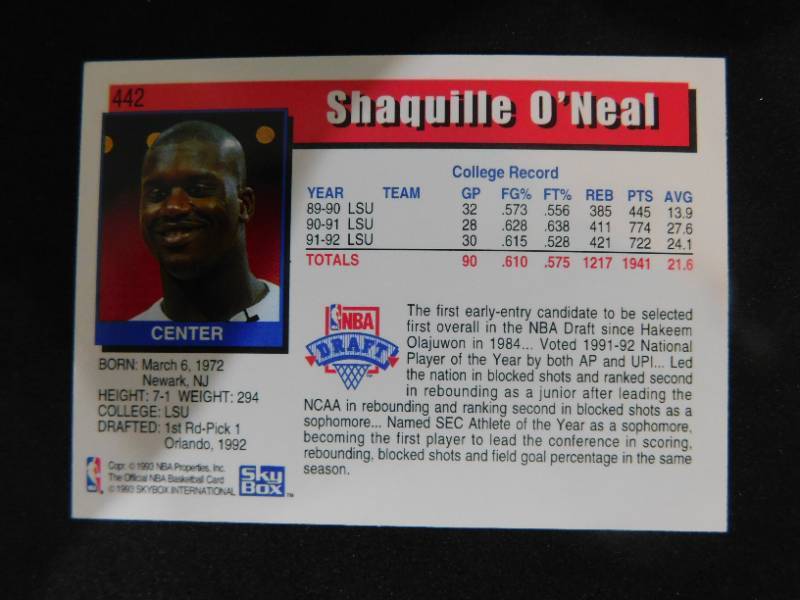 442
Shaquille O'Neal
CENTER
BORN: March 6, 1972
Newark, NJ
HEIGHT: 7-1 WEIGHT: 294
COLLEGE: LSU
DRAFTED: 1st Rd-Pick 1
Orlando, 1992
College Record
YEAR TEAM GP FG% FT% REB PTS AVG
89-90 LSU 32 .573 .556 385 445 13.9
90-91 LSU 28 .628 .638 411 774 27.6
91-92 LSU 30 .615 .528 421 722 24.1
TOTALS 90 .610 .575 1217 1941 21.6
NBA
DRAFT
The first early-entry candidate to be selected
first overall in the NBA Draft since Hakeem
Olajuwon in 1984... Voted 1991-92 National
Player of the Year by both AP and UPI... Led
the nation in blocked shots and ranked second
in rebounding as a junior after leading the
NCAA in rebounding and ranking second in blocked shots as a
sophomore... Named SEC Athlete of the Year as a sophomore,
becoming the first player to lead the conference in scoring,
rebounding, blocked shots and field goal percentage in the same
season.
Copr. © 1993 NBA Properties, Inc.
The Official NBA Basketball Card
© 1993 SKYBOX INTERNATIONAL
SkyBox™